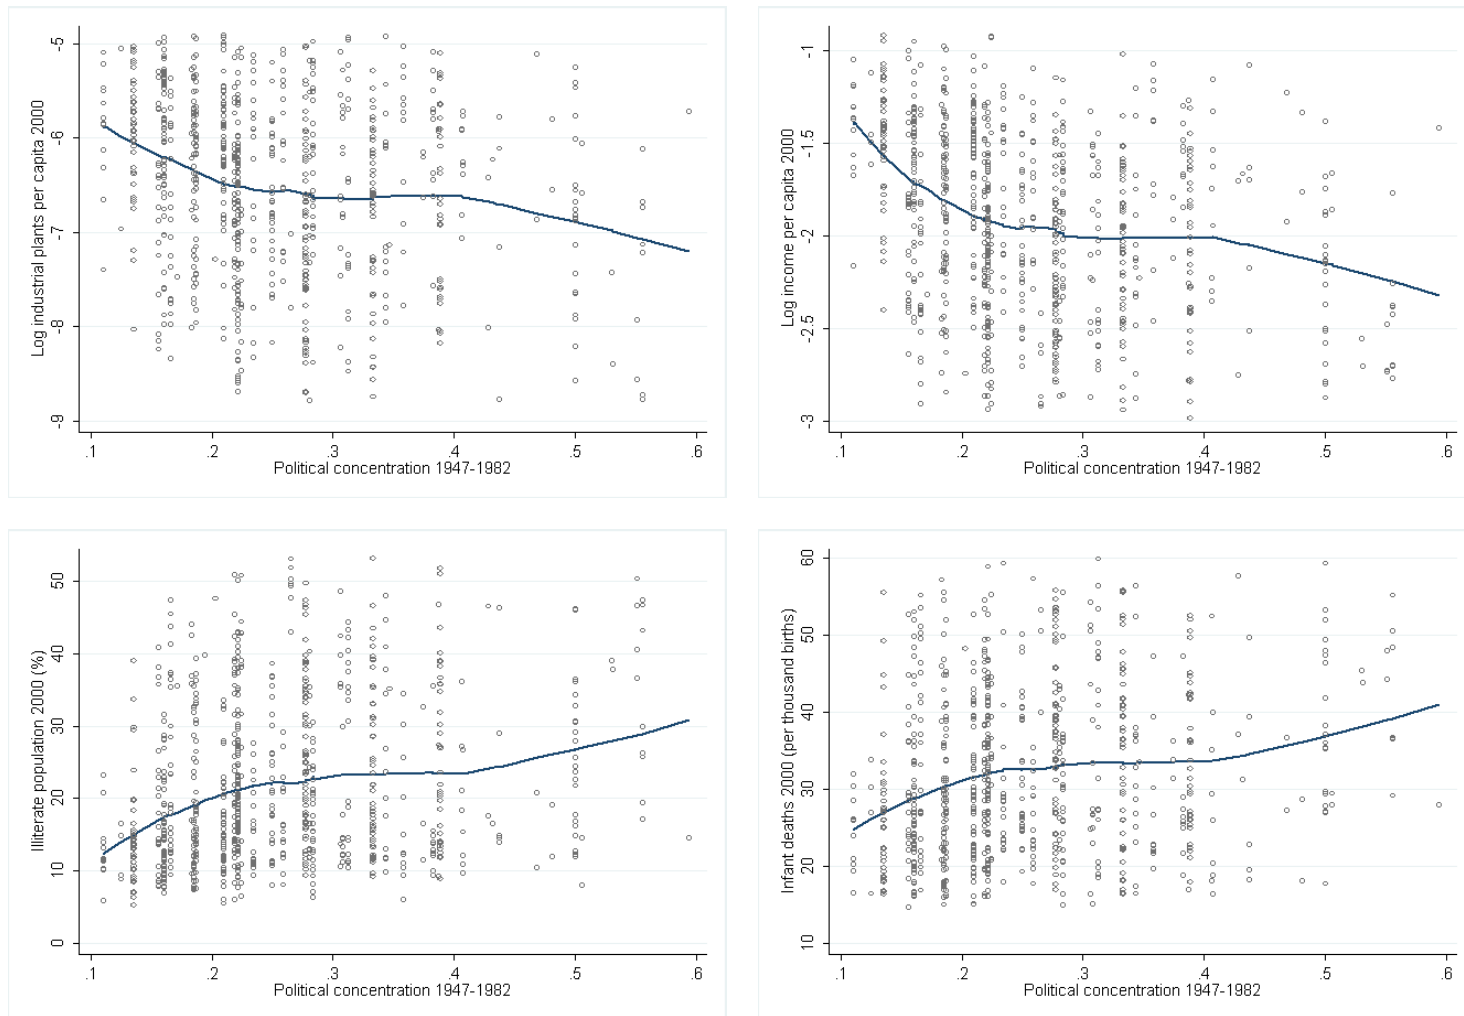 Log industrial plants per capita 2000
-5
-6
-7
-8
-9
.1 .2 .3 .4 .5 .6
Political concentration 1947-1982
Log income per capita 2000
-1
-1.5
-2
-2.5
-3
.1 .2 .3 .4 .5 .6
Political concentration 1947-1982
Illiterate population 2000 (%)
50
40
30
20
10
0
.1 .2 .3 .4 .5 .6
Political concentration 1947-1982
Infant deaths 2000 (per thousand births)
60
50
40
30
20
10
.1 .2 .3 .4 .5 .6
Political concentration 1947-1982